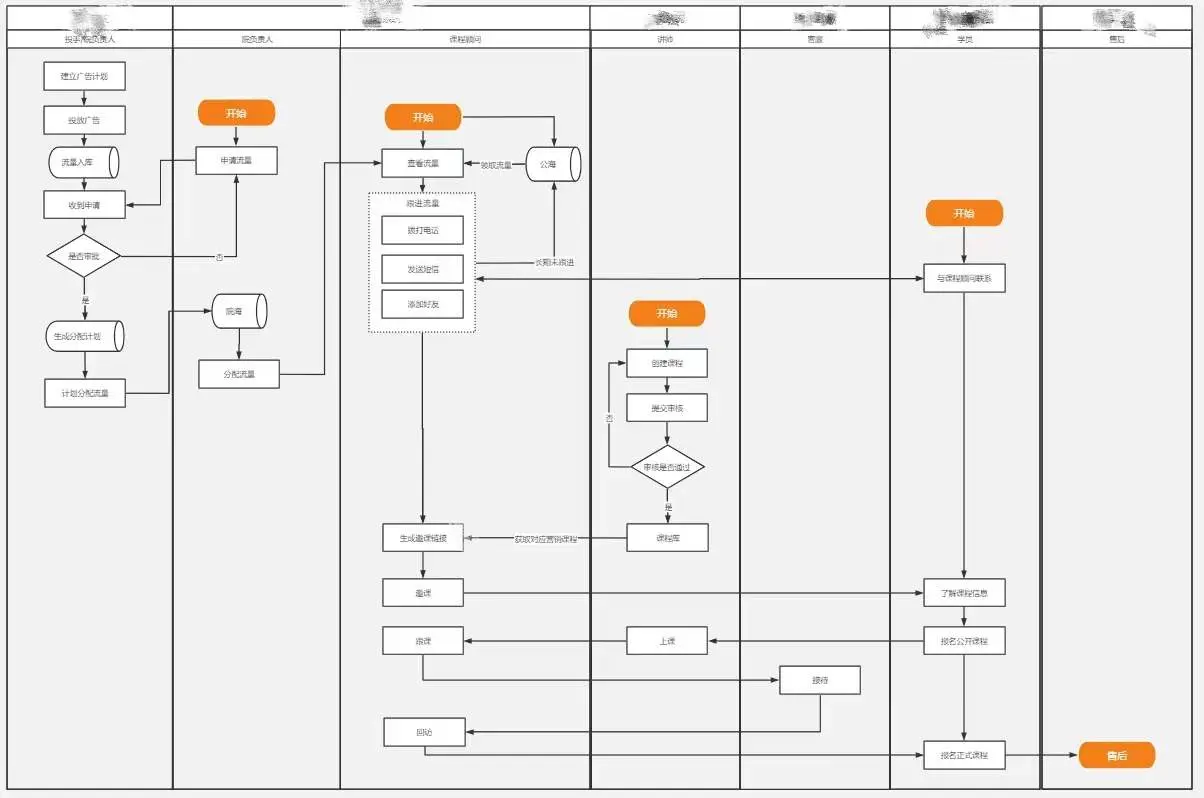 投手/院负责人
院负责人
课程顾问
讲师
客服
学员
售后
建立广告计划
投放广告
流量入库
收到申请
是否审批
否
是
生成分配计划
计划分配流量
开始
申请流量
院海
分配流量
开始
查看流量
领取流量
公海
跟进流量
拨打电话
发送短信
添加好友
长期未跟进
生成邀课链接
获取对应营销课程
邀课
跟课
回访
开始
创建课程
提交审核
审核是否通过
否
是
课程库
上课
接待
开始
与课程顾问联系
了解课程信息
报名公开课程
报名正式课程
售后